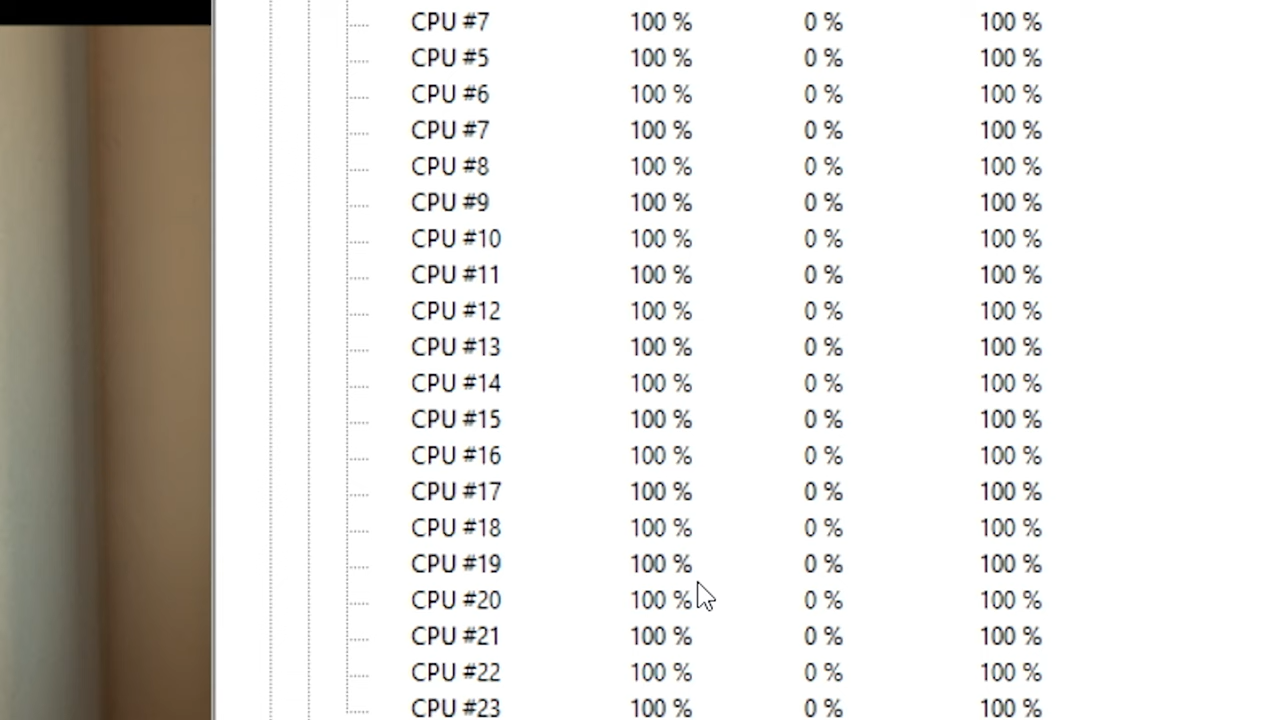 CPU #7 100 % 0 % 100 %
CPU #5 100 % 0 % 100 %
CPU #6 100 % 0 % 100 %
CPU #7 100 % 0 % 100 %
CPU #8 100 % 0 % 100 %
CPU #9 100 % 0 % 100 %
CPU #10 100 % 0 % 100 %
CPU #11 100 % 0 % 100 %
CPU #12 100 % 0 % 100 %
CPU #13 100 % 0 % 100 %
CPU #14 100 % 0 % 100 %
CPU #15 100 % 0 % 100 %
CPU #16 100 % 0 % 100 %
CPU #17 100 % 0 % 100 %
CPU #18 100 % 0 % 100 %
CPU #19 100 % 0 % 100 %
CPU #20 100 % 0 % 100 %
CPU #21 100 % 0 % 100 %
CPU #22 100 % 0 % 100 %
CPU #23 100 % 0 % 100 %